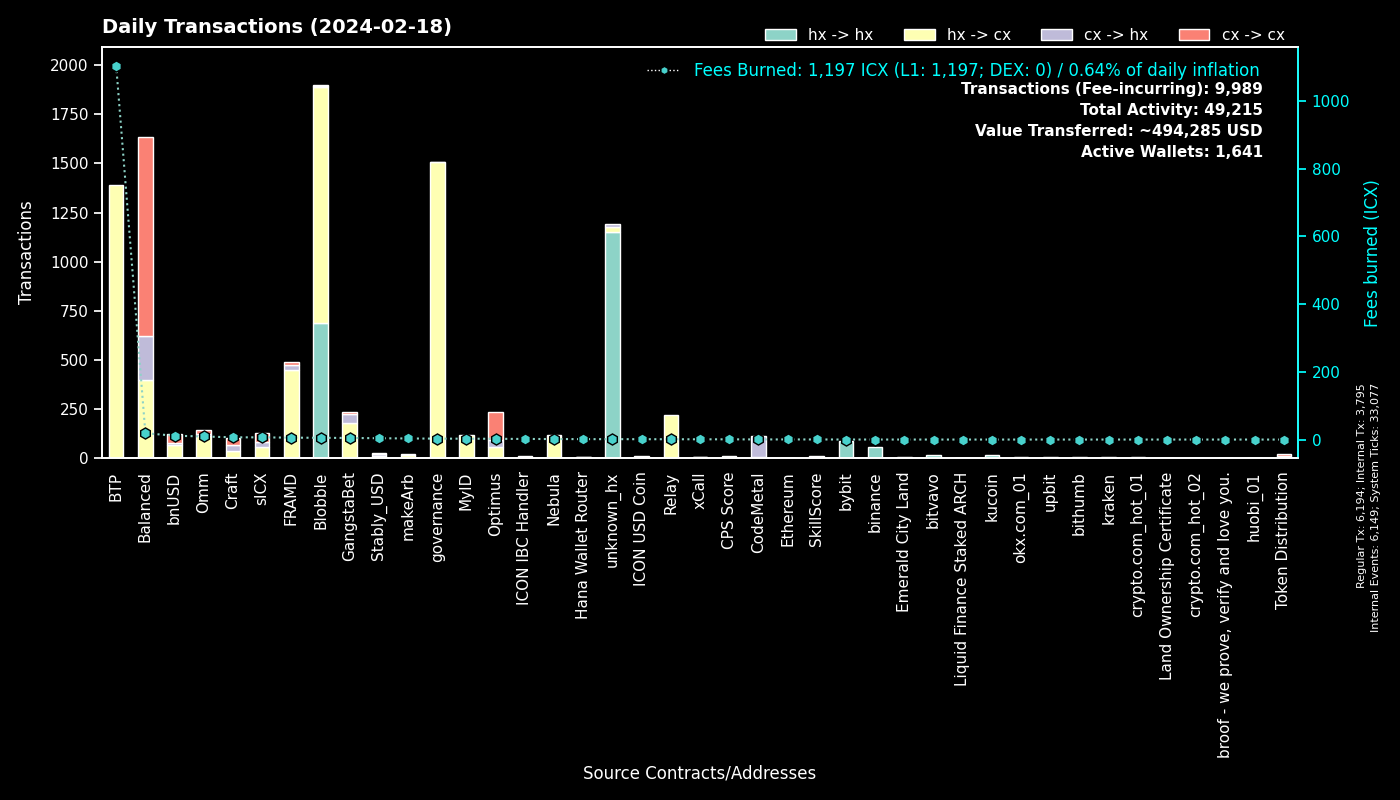 Daily Transactions (2024-02-18)
hx -> hx
hx -> cx
cx -> hx
cx -> cx
Fees Burned: 1,197 ICX (L1: 1,197; DEX: 0) / 0.64% of daily inflation
Transactions (Fee-incurring): 9,989
Total Activity: 49,215
Value Transferred: ~494,285 USD
Active Wallets: 1,641
Transactions
2000
1750
1500
1250
1000
750
500
250
0
1000
800
600
400
200
0
Fees burned (ICX)
Regular Tx: 6,194; Internal Tx: 3,795
Internal Events: 6,149; System Ticks: 33,077
BTP
Balanced
bnUSD
Omm
Craft
sICX
FRAMD
Blobble
GangstaBet
Stably_USD
makeArb
governance
MyID
Optimus
ICON IBC Handler
Nebula
Hana Wallet Router
unknown_hx
ICON USD Coin
Relay
xCall
CPS Score
CodeMetal
Ethereum
SkillScore
bybit
binance
Emerald City Land
bitvavo
Liquid Finance Staked ARCH
kucoin
okx.com_01
upbit
bithumb
kraken
crypto.com_hot_01
Land Ownership Certificate
crypto.com_hot_02
broof - we prove, verify and love you.
huobi_01
Token Distribution
Source Contracts/Addresses